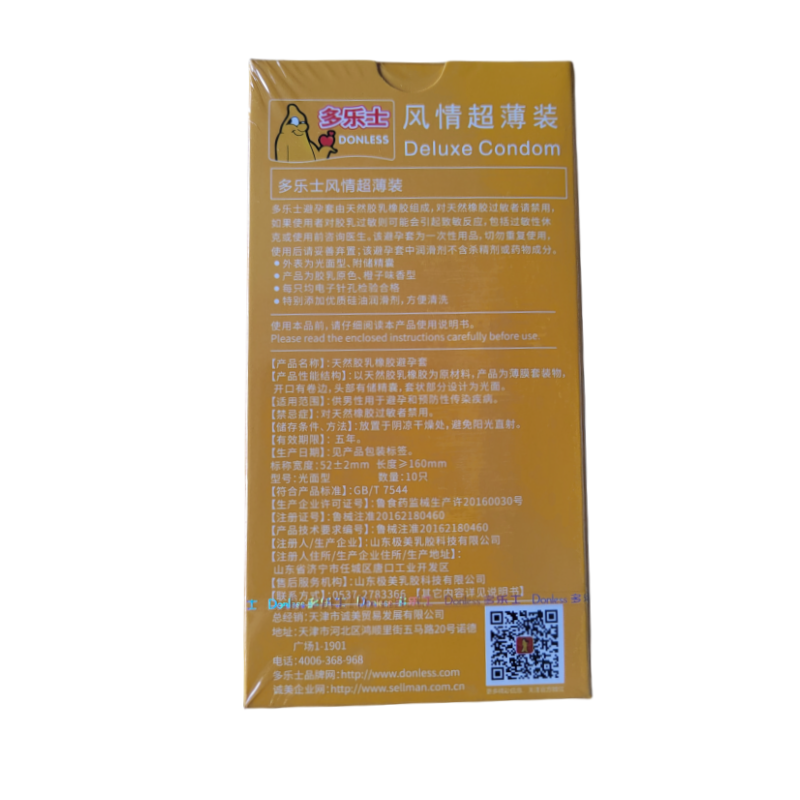 多乐士
DONLESS
风情超薄装
Deluxe Condom
多乐士风情超薄装
多乐士避孕套由天然胶乳橡胶组成，对天然橡胶过敏者请禁用，
如果使用者对胶乳过敏则可能会引起致敏反应，包括过敏性休
克或使用前咨询医生。该避孕套为一次性用品，切勿重复使用，
使用后请妥善弃置；该避孕套中润滑剂不含杀精剂或药物成分。
●外表为光面型、附储精囊
●产品为胶乳原色、橙子味香型
●每只均电子针孔检验合格
●特别添加优质硅油润滑剂，方便清洗
使用本品前，请仔细阅读本产品使用说明书。
Please read the enclosed instructions carefully before use
【产品名称】：天然胶乳橡胶避孕套
【产品性能结构】：以天然胶乳橡胶为原材料，产品为薄膜套装物，
开口有卷边，头部有储精囊，套状部分设计为光面。
【适用范围】：供男性用于避孕和预防性传染疾病。
【禁忌症】：对天然橡胶过敏者禁用。
【储存条件、方法】：放置于阴凉干燥处，避免阳光直射。
【有效期限】：五年。
【生产日期】：见产品包装标签。
标称宽度：52±2mm 长度≥160mm
型号：光面型 数量：10只
【符合产品标准】：GB/T 7544
【生产企业许可证号】：鲁食药监械生产许20160030号
【注册证号】：鲁械注准20162180460
【产品技术要求编号】：鲁械注准20162180460
【注册人/生产企业】：山东极美乳胶科技有限公司
【注册人住所/生产企业住所/生产地址】：
山东省济宁市任城区唐口工业开发区
【售后服务机构】：山东极美乳胶科技有限公司
【联系方式】：0537-2783366 【其它内容详见说明书】
士 Donless 多乐士 Donless 多乐士 Donless 多乐士 Donless 多
总经销：天津市诚美贸易发展有限公司
地址：天津市河北区鸿顺里街五马路20号诺德
广场1-1901
电话：4006-368-968
多乐士品牌网：http://www.donless.com
诚美企业网：http://www.sellman.com.cn